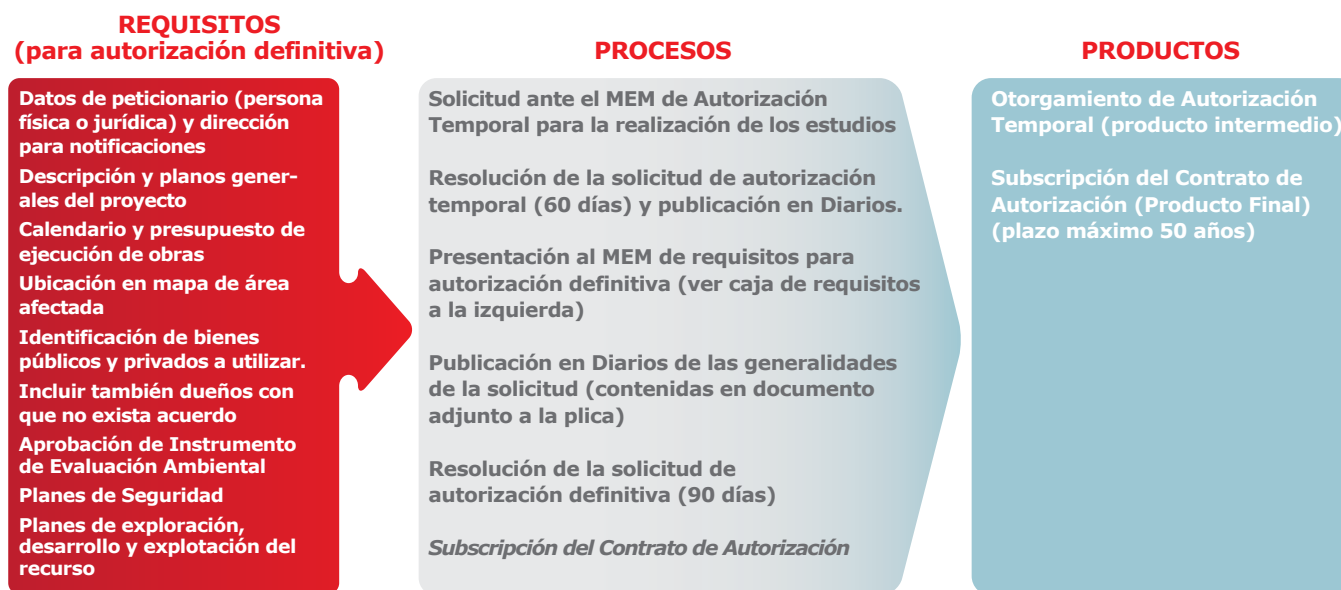 REQUISITOS
(para autorización definitiva)
Datos de peticionario (persona
física o jurídica) y dirección
para notificaciones
Descripción y planos gener-
ales del proyecto
Calendario y presupuesto de
ejecución de obras
Ubicación en mapa de área
afectada
Identificación de bienes
públicos y privados a utilizar.
Incluir también dueños con
que no exista acuerdo
Aprobación de Instrumento
de Evaluación Ambiental
Planes de Seguridad
Planes de exploración,
desarrollo y explotación del
recurso
PROCESOS
Solicitud ante el MEM de Autorización
Temporal para la realización de los estudios
Resolución de la solicitud de autorización
temporal (60 días) y publicación en Diarios.
Presentación al MEM de requisitos para
autorización definitiva (ver caja de requisitos
a la izquierda)
Publicación en Diarios de las generalidades
de la solicitud (contenidas en documento
adjunto a la plica)
Resolución de la solicitud de
autorización definitiva (90 días)
Subscripción del Contrato de Autorización
PRODUCTOS
Otorgamiento de Autorización
Temporal (producto intermedio)
Subscripción del Contrato de
Autorización (Producto Final)
(plazo máximo 50 años)